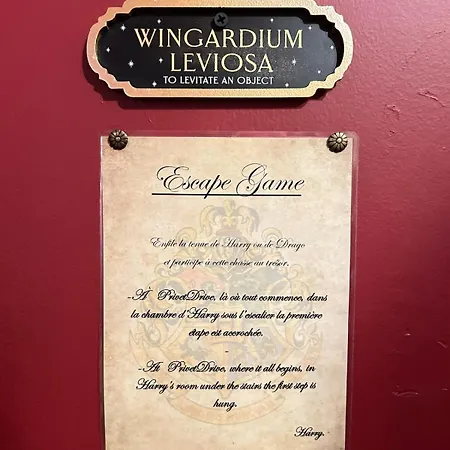 WINGARDIUM
LEVIOSA
TO LEVITATE AN OBJECT
Escape Game
Enfile la tenue de Harry ou de Drago
et participe à cette chasse au trésor.
-À PrivetDrive, là où tout commence, dans
la chambre d'Harry sous l'escalier la première
étape est accrochée.
-
-At PrivetDrive, where it all begins, in
Harry's room under the stairs the first step is
hung.
Harry.